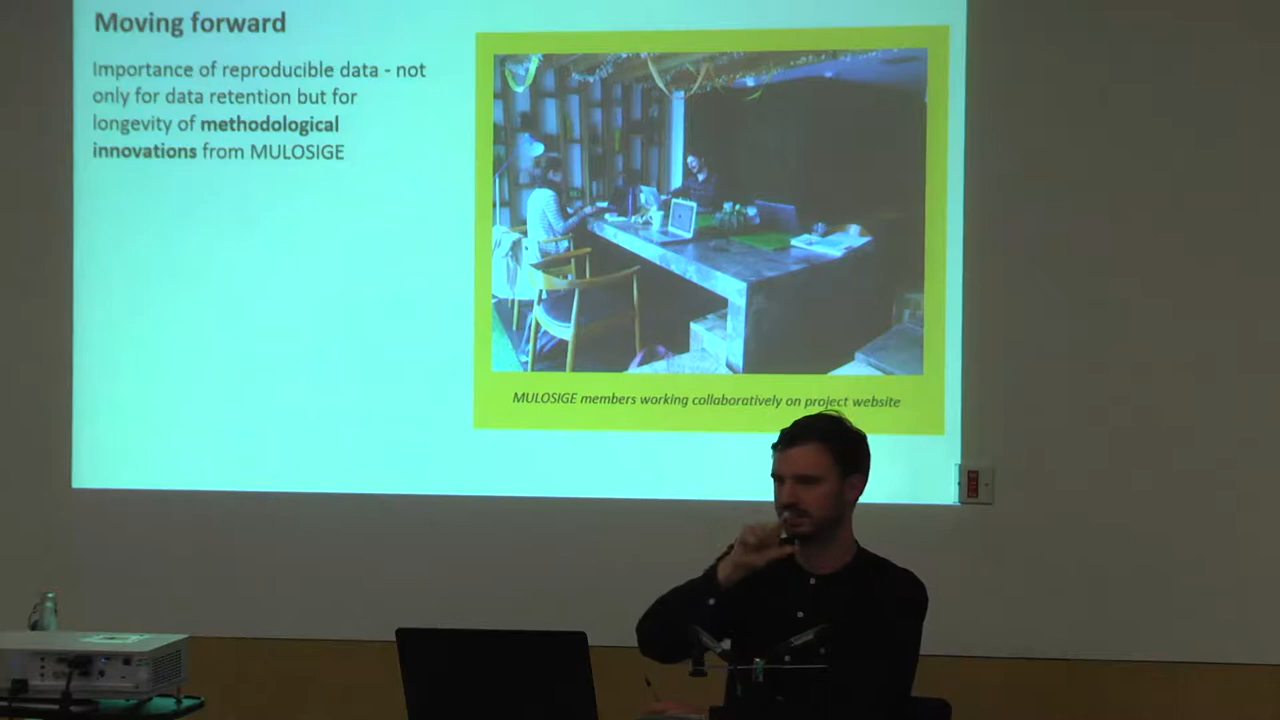 Moving forward
Importance of reproducible data - not
only for data retention but for
longevity of methodological
innovations from MULOSIGE
MULOSIGE members working collaboratively on project website